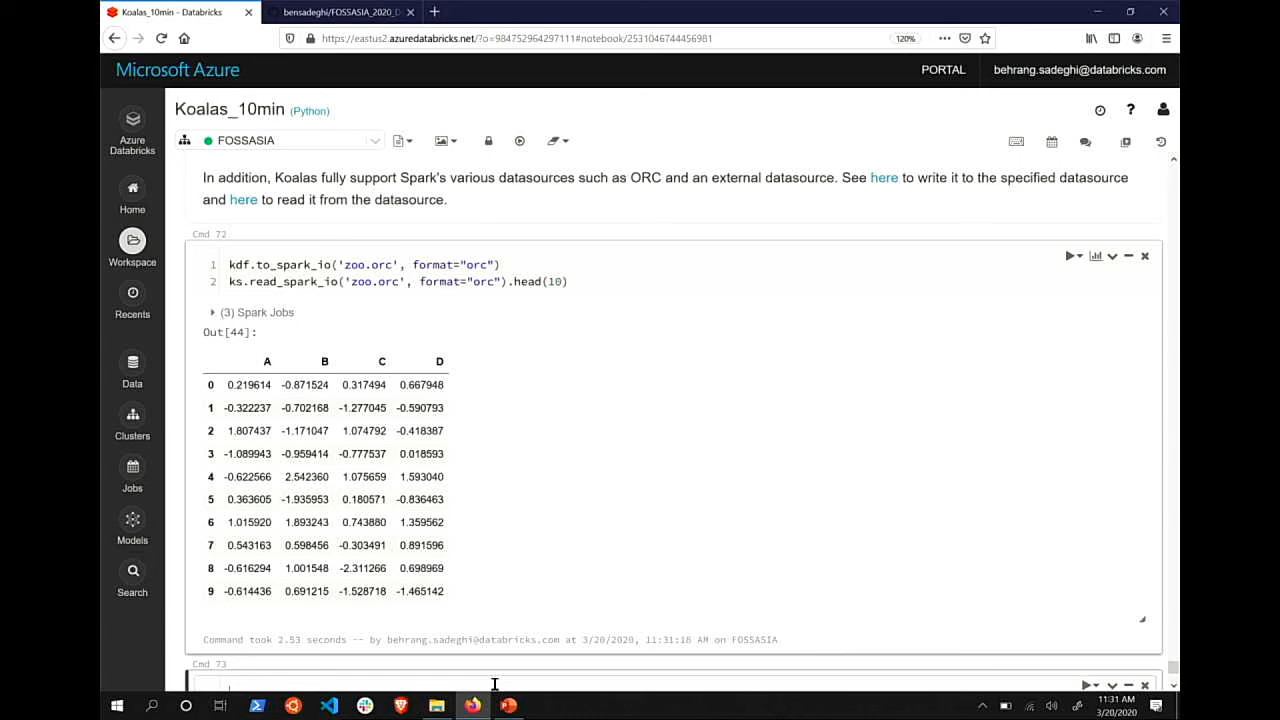 Koalas_10min - Databricks
bensadeghi/FOSSASIA_2020_D
https://eastus2.azuredatabricks.net/?o=984752964297111#notebook/2531046744456981
120%
Microsoft Azure
PORTAL
behrang.sadeghi@databricks.com
Azure
Databricks
Home
Workspace
Recents
Data
Clusters
Jobs
Models
Search
Koalas_10min (Python)
FOSSASIA
In addition, Koalas fully support Spark's various datasources such as ORC and an external datasource. See here to write it to the specified datasource
and here to read it from the datasource.
Cmd 72
1 kdf.to_spark_io('zoo.orc', format="orc")
2 ks.read_spark_io('zoo.orc', format="orc").head(10)
(3) Spark Jobs
Out[44]:
A B C D
0 0.219614 -0.871524 0.317494 0.667948
1 -0.322237 -0.702168 -1.277045 -0.590793
2 1.807437 -1.171047 1.074792 -0.418387
3 -1.089943 -0.959414 -0.777537 0.018593
4 -0.622566 2.542360 1.075659 1.593040
5 0.363605 -1.935953 0.180571 -0.836463
6 1.015920 1.893243 0.743880 1.359562
7 0.543163 0.598456 -0.303491 0.891596
8 -0.616294 1.001548 -2.311266 0.698969
9 -0.614436 0.691215 -1.528718 -1.465142
Command took 2.53 seconds -- by behrang.sadeghi@databricks.com at 3/20/2020, 11:31:18 AM on FOSSASIA
Cmd 73
11:31 AM
3/20/2020